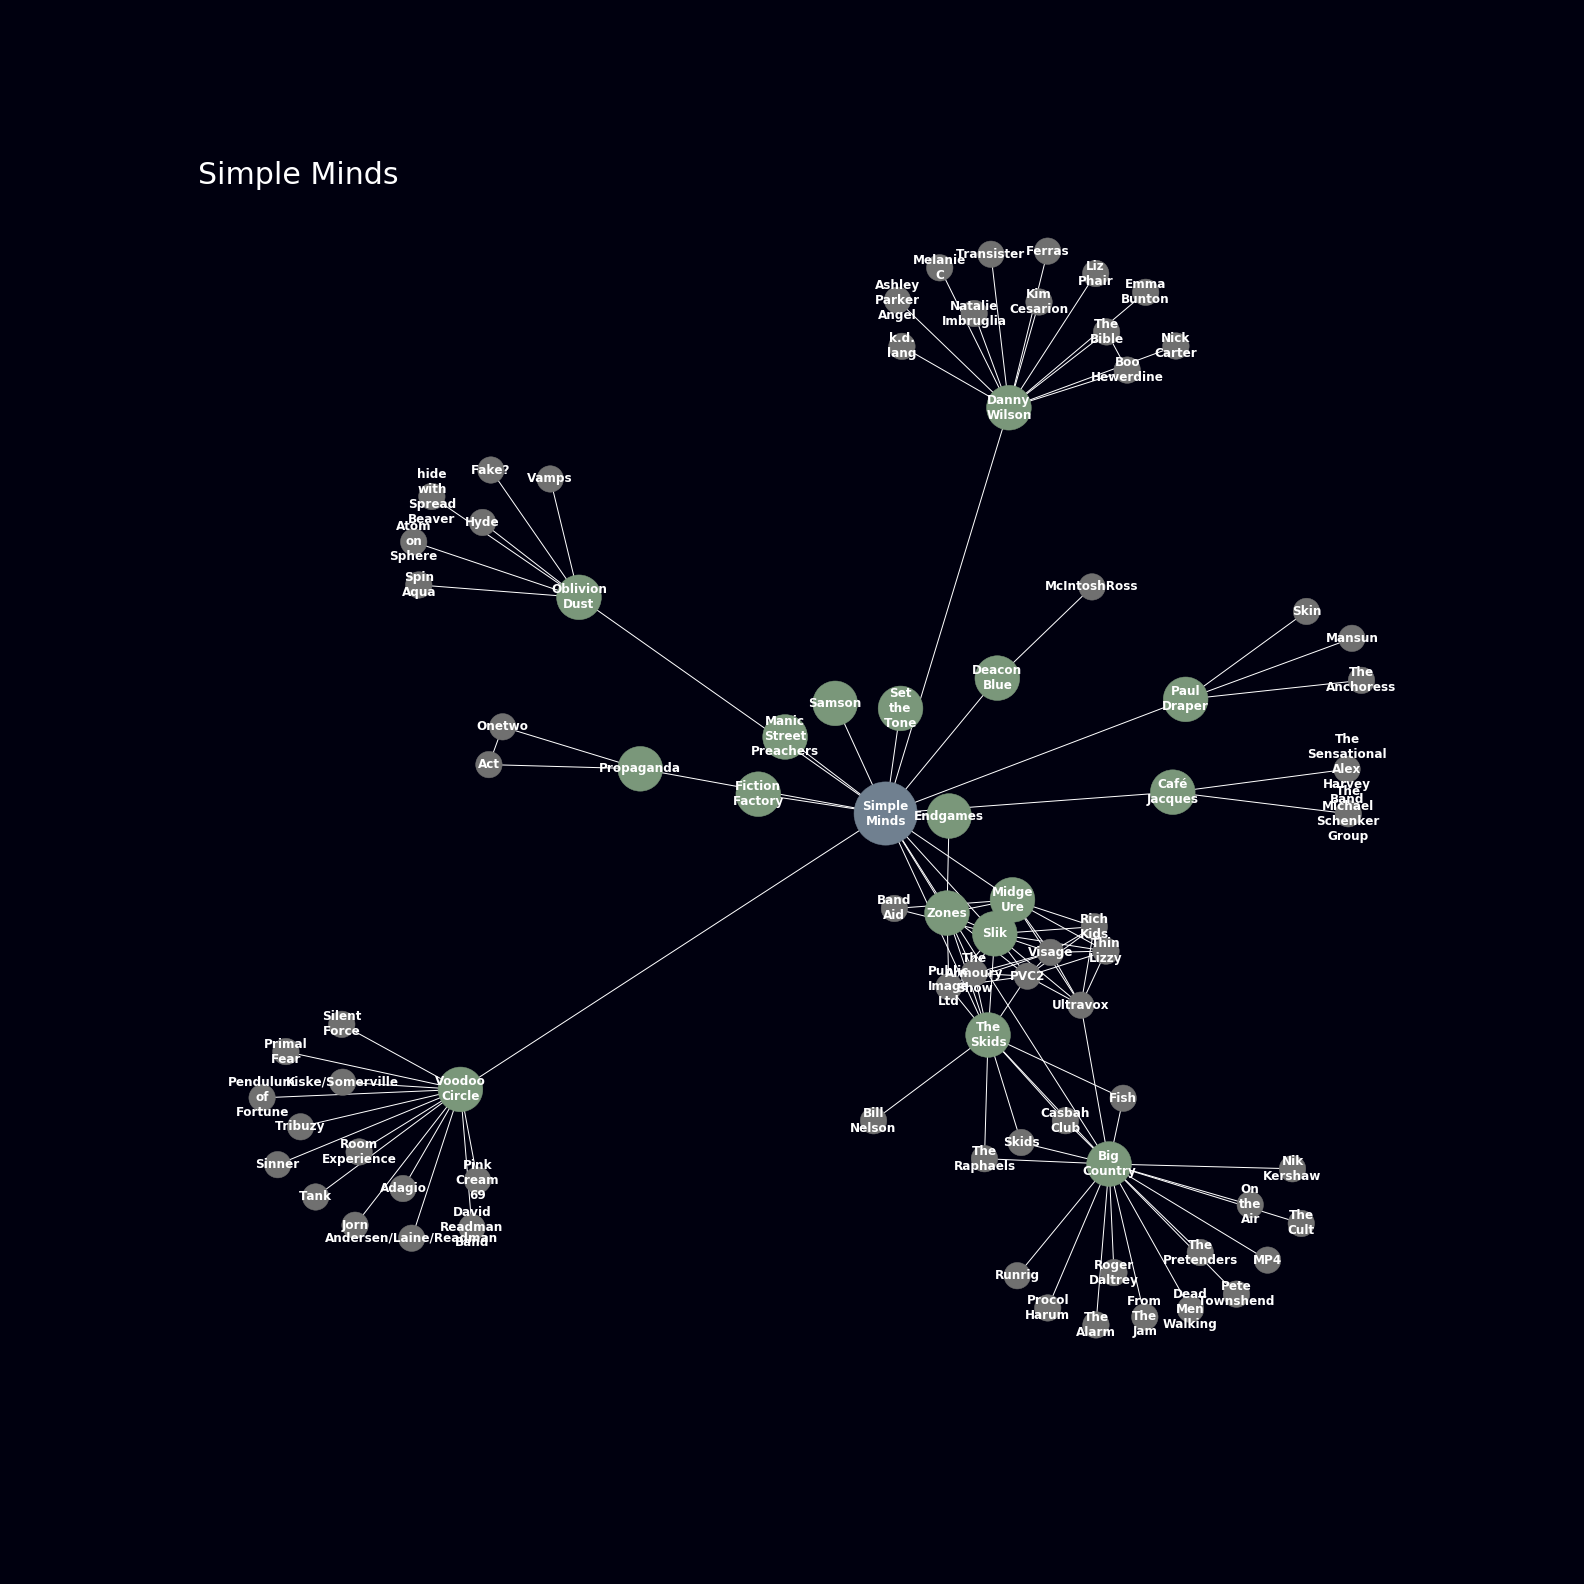 Simple Minds
Ferras
Transister
Melanie
C
Liz
Phair
Ashley
Parker
Angel
Emma
Bunton
Kim
Cesarion
Natalie
Imbruglia
The
Bible
k.d.
lang
Nick
Carter
Boo
Hewerdine
Danny
Wilson
Fake?
Vamps
hide
with
Spread
Beaver
Hyde
Atom
on
Sphere
Spin
Aqua
Oblivion
Dust
McIntoshRoss
Skin
Mansun
The
Anchoress
Deacon
Blue
Paul
Draper
Samson
Set
the
Tone
Manic
Street
Preachers
Onetwo
Act
Propaganda
Fiction
Factory
The
Sensational
Alex
Harvey
Band
The
Michael
Schenker
Group
Café
Jacques
Simple
Minds
Endgames
Midge
Ure
Band
Aid
Zones
Slik
Rich
Kids
Thin
Lizzy
Visage
The
Armoury
Show
Public
Image
Ltd
PVC2
Ultravox
The
Skids
Silent
Force
Primal
Fear
Kiske/Somerville
Pendulum
of
Fortune
Voodoo
Circle
Tribuzy
Room
Experience
Sinner
Tank
Adagio
Pink
Cream
69
Jorn
David
Readman
Band
Andersen/Laine/Readman
Fish
Bill
Nelson
Casbah
Club
Skids
The
Raphaels
Big
Country
Nik
Kershaw
On
the
Air
The
Cult
The
Pretenders
MP4
Runrig
Roger
Daltrey
Pete
Townshend
Procol
Harum
Dead
Men
Walking
From
The
Jam
The
Alarm